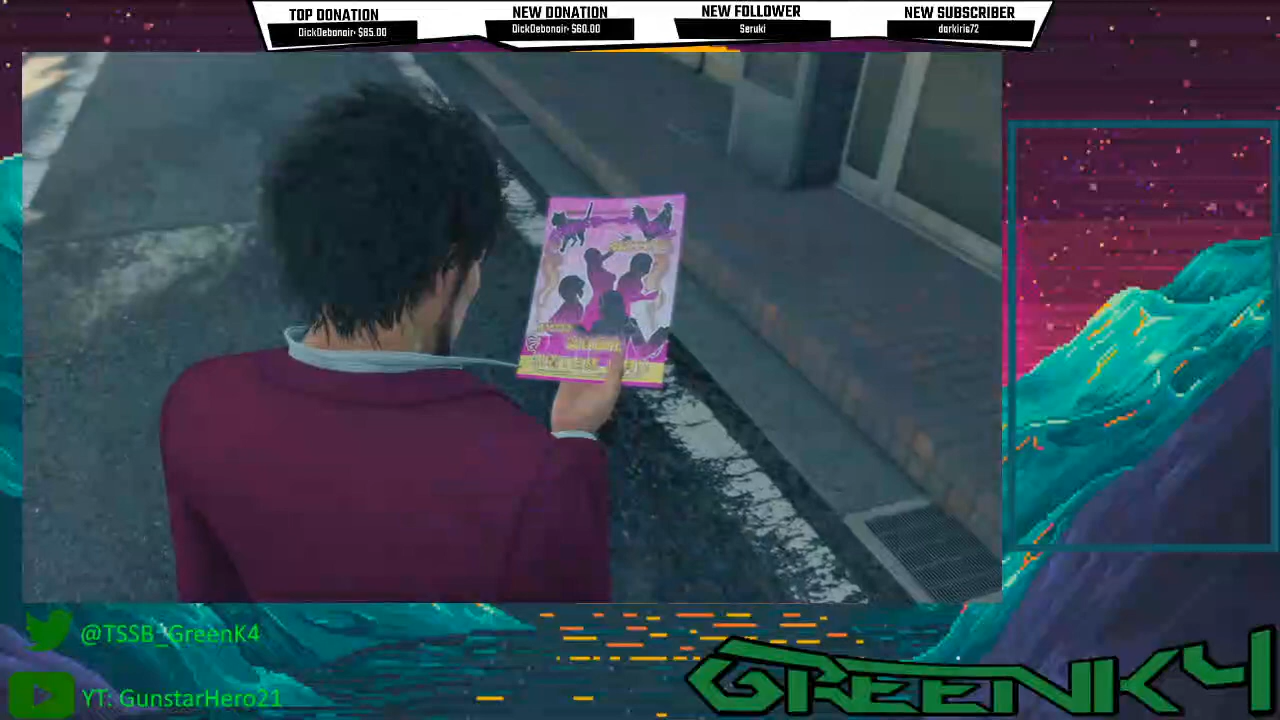 TOP DONATION
DickDebonair: $85.00
NEW DONATION
DickDebonair: $60.00
NEW FOLLOWER
Seruki
NEW SUBSCRIBER
darkiris72
@TSSB_GreenK4
YT: GunstarHero21
GREENK4